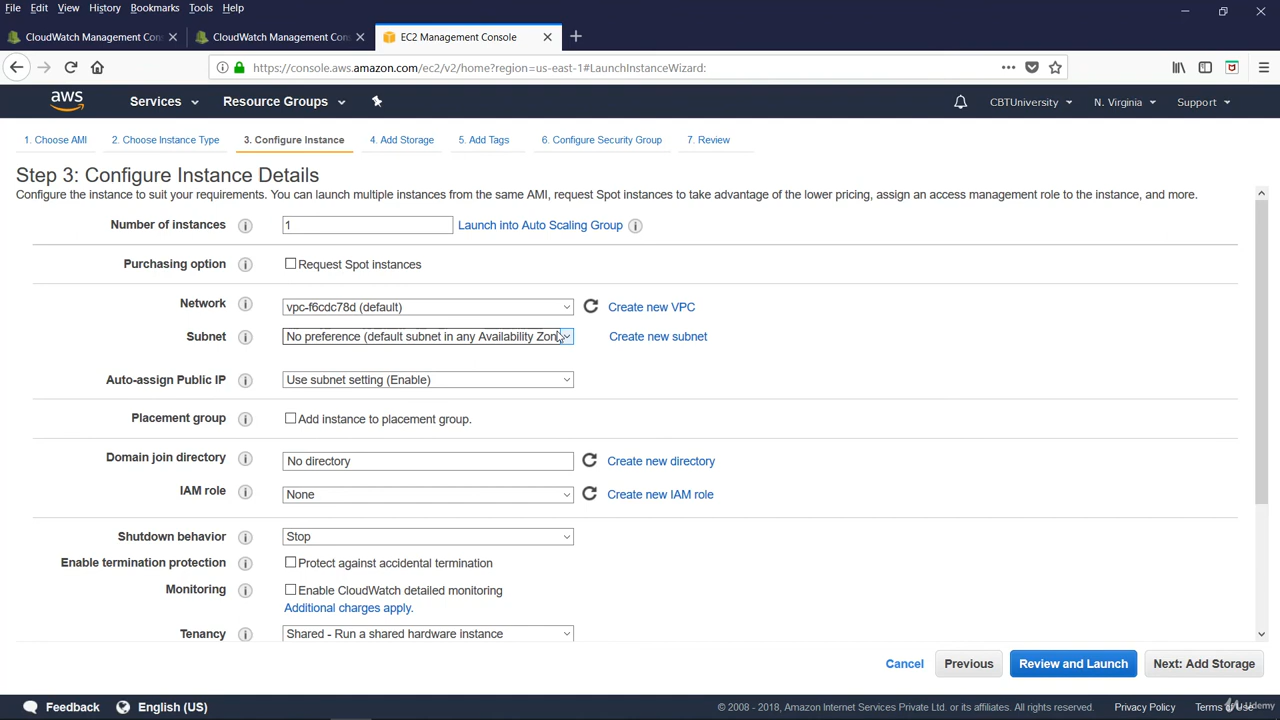 File Edit View History Bookmarks Tools Help
CloudWatch Management Con
CloudWatch Management Con
EC2 Management Console
https://console.aws.amazon.com/ec2/v2/home?region=us-east-1#LaunchInstanceWizard:
aws Services Resource Groups CBTUniversity N. Virginia Support
1. Choose AMI 2. Choose Instance Type 3. Configure Instance 4. Add Storage 5. Add Tags 6. Configure Security Group 7. Review
Step 3: Configure Instance Details
Configure the instance to suit your requirements. You can launch multiple instances from the same AMI, request Spot instances to take advantage of the lower pricing, assign an access management role to the instance, and more.
Number of instances i 1 Launch into Auto Scaling Group i
Purchasing option i Request Spot instances
Network i vpc-f6cdc78d (default) Create new VPC
Subnet i No preference (default subnet in any Availability Zon Create new subnet
Auto-assign Public IP i Use subnet setting (Enable)
Placement group i Add instance to placement group.
Domain join directory i No directory Create new directory
IAM role i None Create new IAM role
Shutdown behavior i Stop
Enable termination protection i Protect against accidental termination
Monitoring i Enable CloudWatch detailed monitoring
Additional charges apply.
Tenancy i Shared - Run a shared hardware instance
Cancel Previous Review and Launch Next: Add Storage
Feedback English (US) © 2008 - 2018, Amazon Internet Services Private Ltd. or its affiliates. All rights reserved. Privacy Policy Terms of Use
Udemy